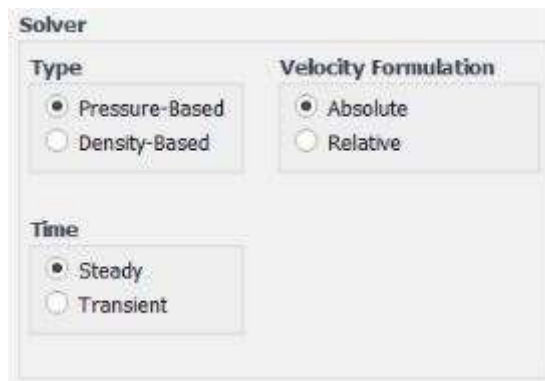 Solver
Type
Pressure-Based
Density-Based
Velocity Formulation
Absolute
Relative
Time
Steady
Transient